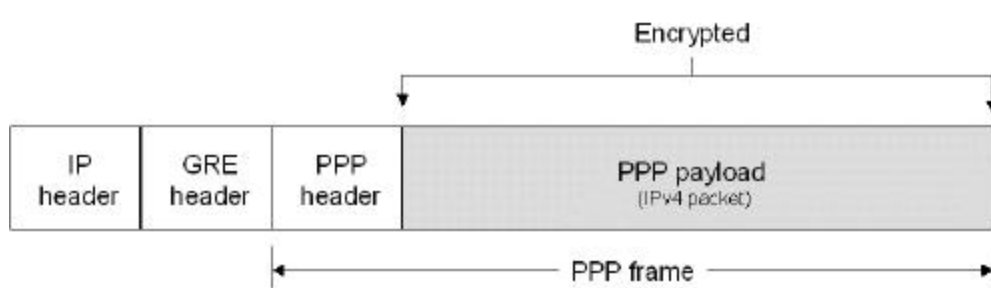 Encrypted
IP
header
GRE
header
PPP
header
PPP payload
(IPv4 packet)
PPP frame